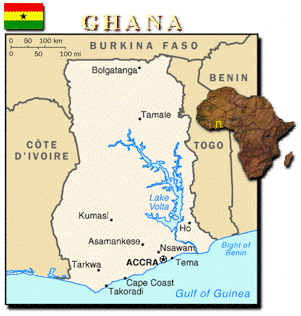 GHANA
0 50 100 km
0 50 100 mi
BURKINA FASO
Bolgatanga
BENIN
Tamale
CÔTE
D'IVOIRE
TOGO
Lake
Volta
Kumasi
Ho
Asamankese
Nsawam
Bight of
Benin
ACCRA
Tema
Tarkwa
Cape Coast
Takoradi
Gulf of Guinea